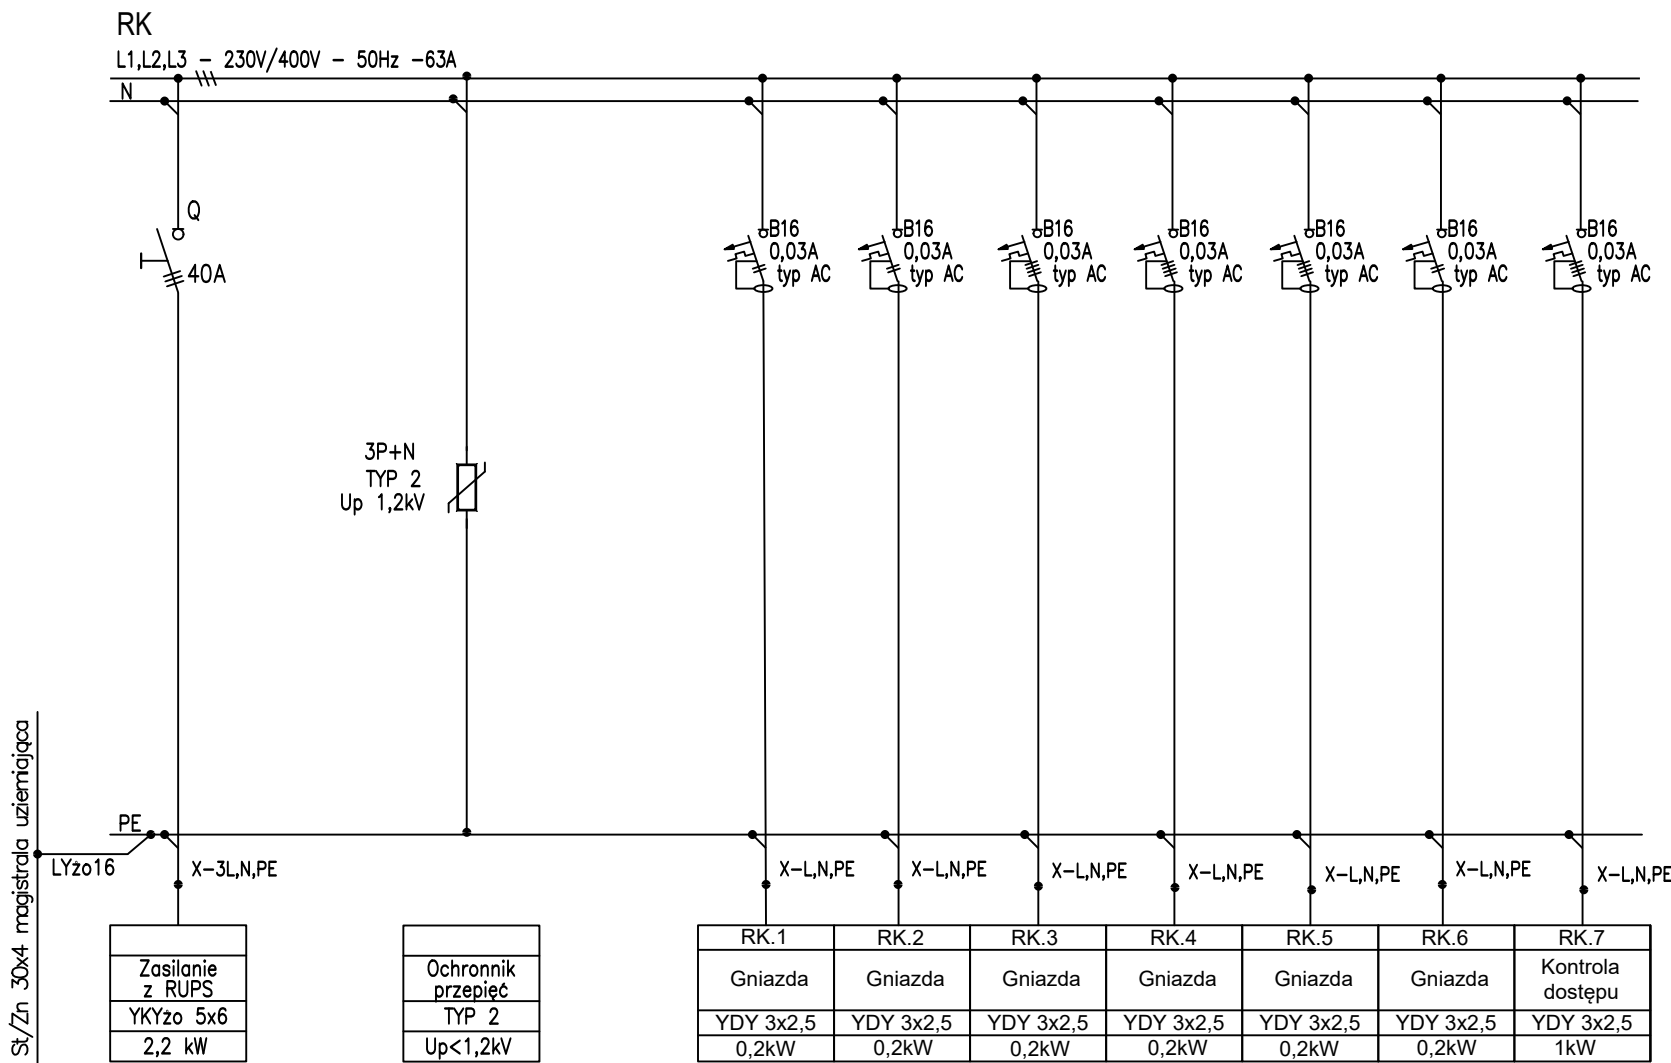 RK
L1,L2,L3 – 230V/400V – 50Hz –63A
N
Q
40A
B16
0,03A
typ AC
B16
0,03A
typ AC
B16
0,03A
typ AC
B16
0,03A
typ AC
B16
0,03A
typ AC
B16
0,03A
typ AC
B16
0,03A
typ AC
3P+N
TYP 2
Up 1,2kV
St/Zn 30x4 magistrala uziemiająca
PE
LYżo16
X–3L,N,PE
X–L,N,PE
X–L,N,PE
X–L,N,PE
X–L,N,PE
X–L,N,PE
X–L,N,PE
X–L,N,PE
Zasilanie
z RUPS
YKYżo 5x6
2,2 kW
Ochronnik
przepięć
TYP 2
Up<1,2kV
RK.1 RK.2 RK.3 RK.4 RK.5 RK.6 RK.7
Gniazda Gniazda Gniazda Gniazda Gniazda Gniazda Kontrola
dostępu
YDY 3x2,5 YDY 3x2,5 YDY 3x2,5 YDY 3x2,5 YDY 3x2,5 YDY 3x2,5 YDY 3x2,5
0,2kW 0,2kW 0,2kW 0,2kW 0,2kW 0,2kW 1kW